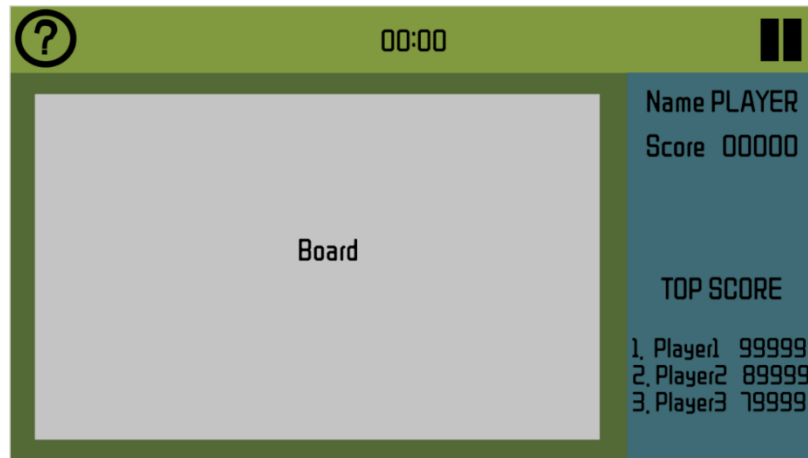 ?
00:00
Name PLAYER
Score 00000
Board
TOP SCORE
1. Player1 99999
2. Player2 89999
3. Player3 79999